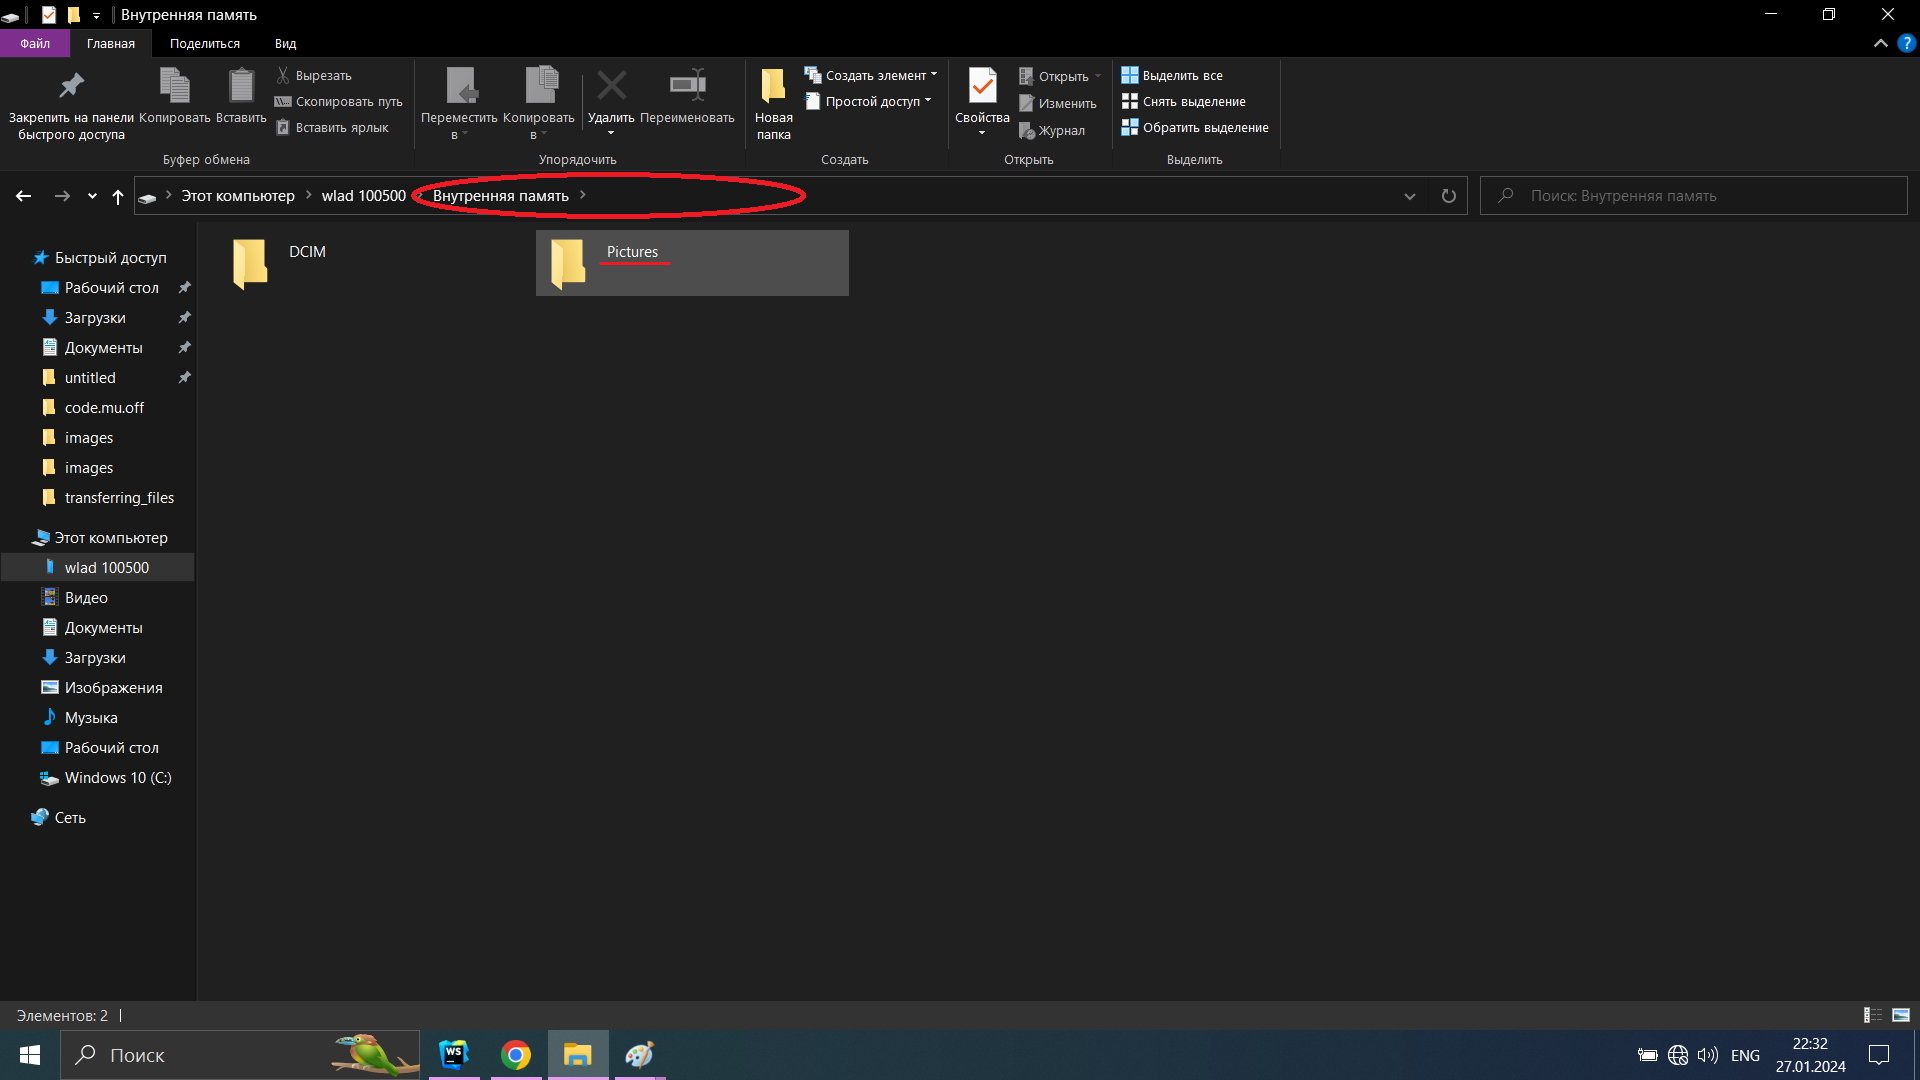 Внутренняя память
Файл Главная Поделиться Вид
Закрепить на панели
быстрого доступа
Копировать
Вставить
Вырезать
Скопировать путь
Вставить ярлык
Буфер обмена
Переместить
в
Копировать
в
Удалить
Переименовать
Упорядочить
Новая
папка
Создать элемент
Простой доступ
Создать
Свойства
Открыть
Изменить
Журнал
Открыть
Выделить все
Снять выделение
Обратить выделение
Выделить
Этот компьютер > wlad 100500 > Внутренняя память >
Поиск: Внутренняя память
Быстрый доступ
Рабочий стол
Загрузки
Документы
untitled
code.mu.off
images
images
transferring_files
Этот компьютер
wlad 100500
Видео
Документы
Загрузки
Изображения
Музыка
Рабочий стол
Windows 10 (C:)
Сеть
DCIM
Pictures
Элементов: 2
Поиск
WS
ENG
22:32
27.01.2024